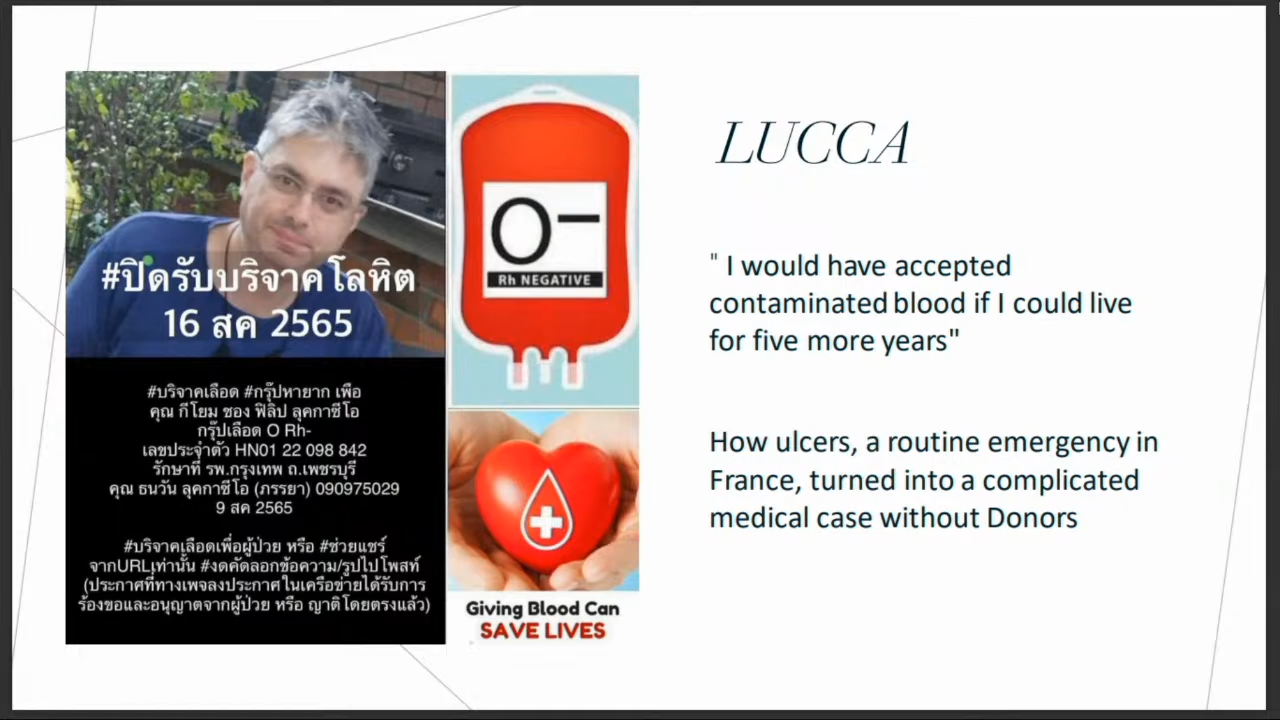 #ปิดรับบริจาคโลหิต
16 สค 2565
#บริจาคเลือด #กรุ๊ปหายาก เพื่อ
คุณ กีโยม ชอง ฟิลิป ลุคกาซีโอ
กรุ๊ปเลือด O Rh-
เลขประจำตัว HN01 22 098 842
รักษาที่ รพ.กรุงเทพ ถ.เพชรบุรี
คุณ ธนวัน ลุคกาซีโอ (ภรรยา) 090975029
9 สค 2565
#บริจาคเลือดเพื่อผู้ป่วย หรือ #ช่วยแชร์
จากURLเท่านั้น #งดคัดลอกข้อความ/รูปไปโพสท์
(ประกาศที่ทางเพจลงประกาศในเครือข่ายได้รับการ
ร้องขอและอนุญาตจากผู้ป่วย หรือ ญาติโดยตรงแล้ว)
O-
Rh NEGATIVE
Giving Blood Can
SAVE LIVES
LUCCA
" I would have accepted
contaminated blood if I could live
for five more years"
How ulcers, a routine emergency in
France, turned into a complicated
medical case without Donors